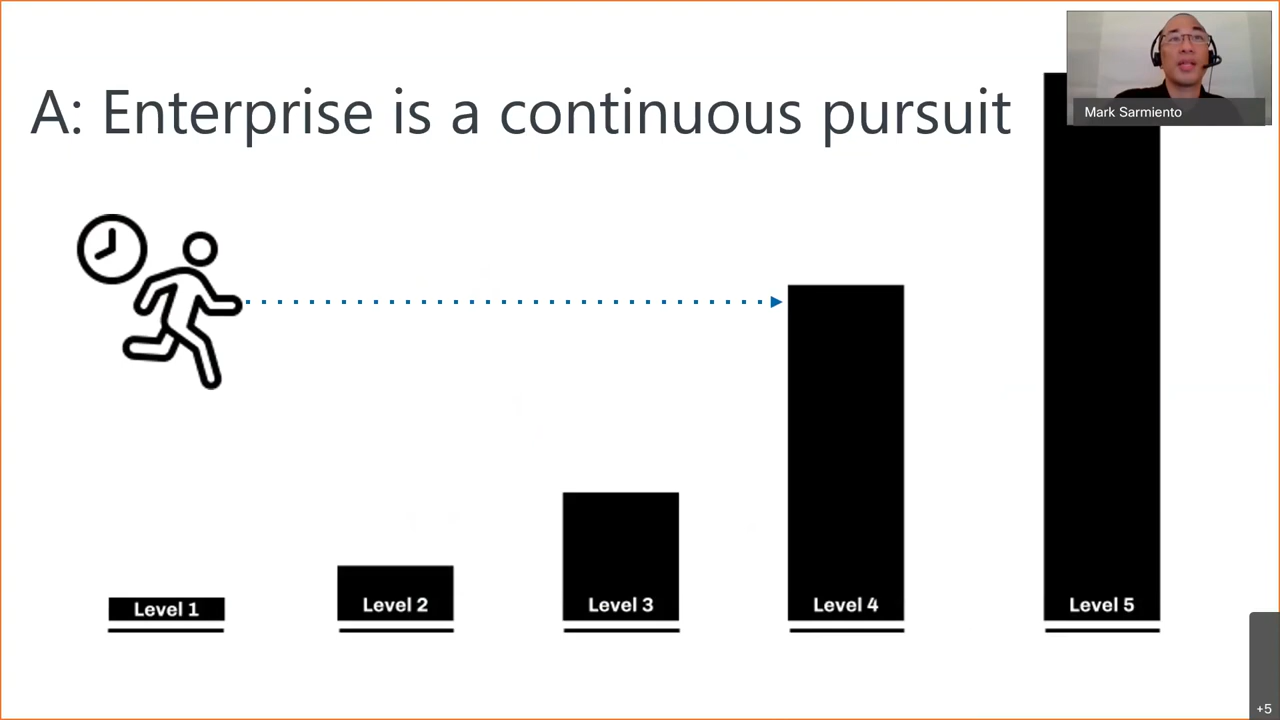 A: Enterprise is a continuous pursuit
Mark Sarmiento
Level 1
Level 2
Level 3
Level 4
Level 5
+5